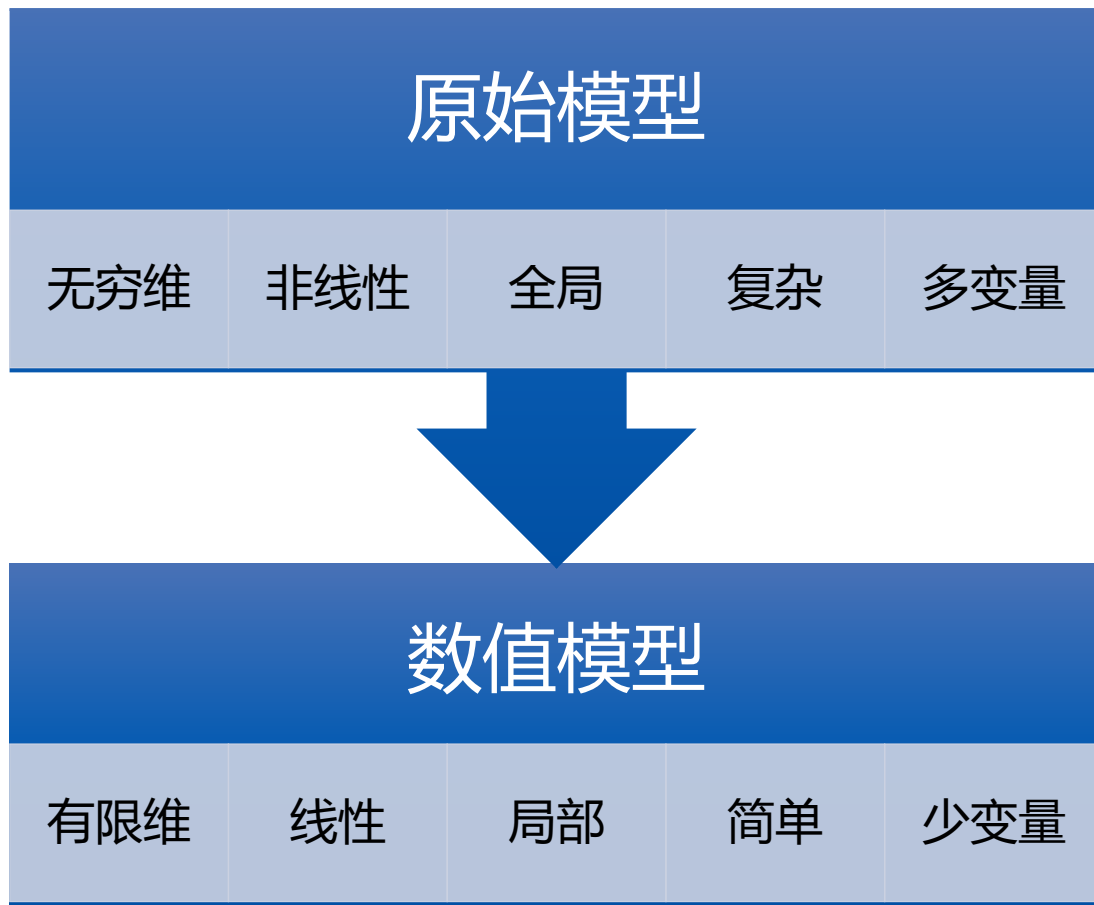 原始模型
无穷维 非线性 全局 复杂 多变量
数值模型
有限维 线性 局部 简单 少变量